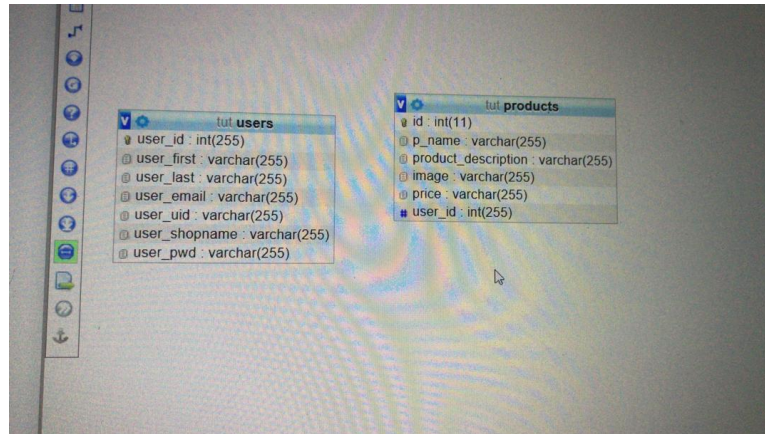 tut users
user_id : int(255)
user_first : varchar(255)
user_last : varchar(255)
user_email : varchar(255)
user_uid : varchar(255)
user_shopname : varchar(255)
user_pwd : varchar(255)
tut products
id : int(11)
p_name : varchar(255)
product_description : varchar(255)
image : varchar(255)
price : varchar(255)
user_id : int(255)